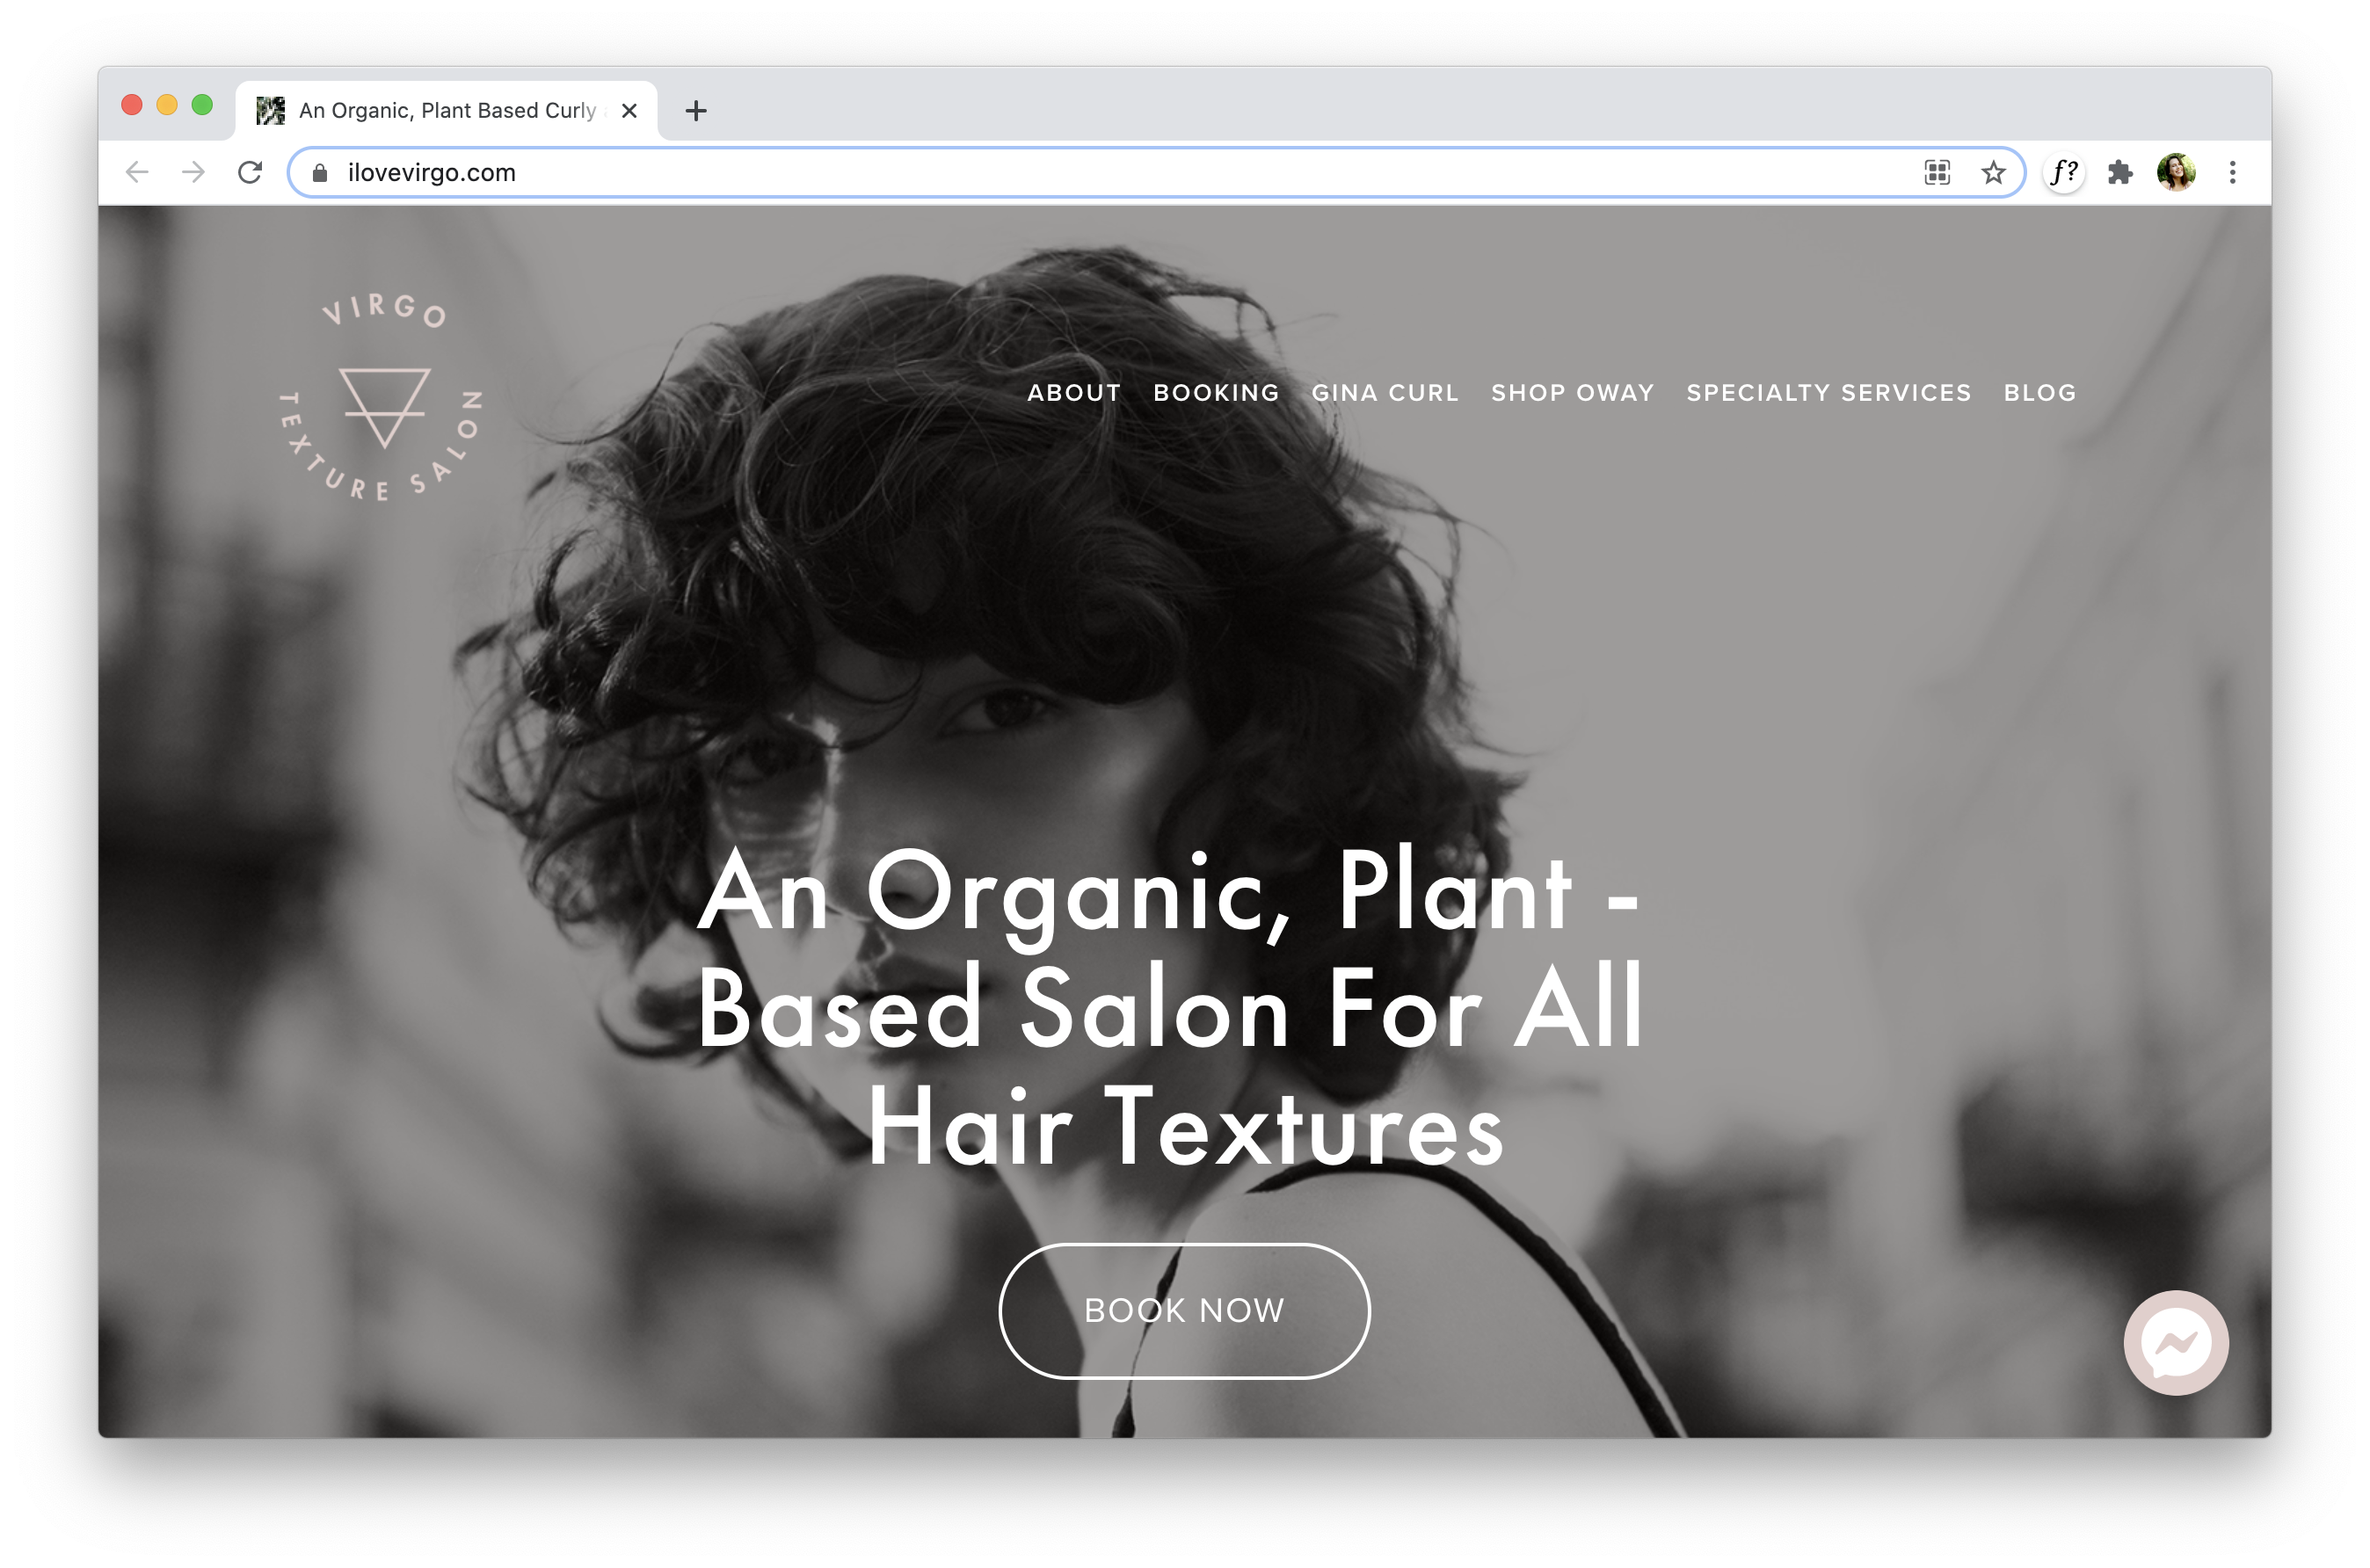 An Organic, Plant Based Curly
ilovevirgo.com
f?
VIRGO
TEXTURE SALON
ABOUT BOOKING GINA CURL SHOP OWAY SPECIALTY SERVICES BLOG
An Organic, Plant -
Based Salon For All
Hair Textures
BOOK NOW